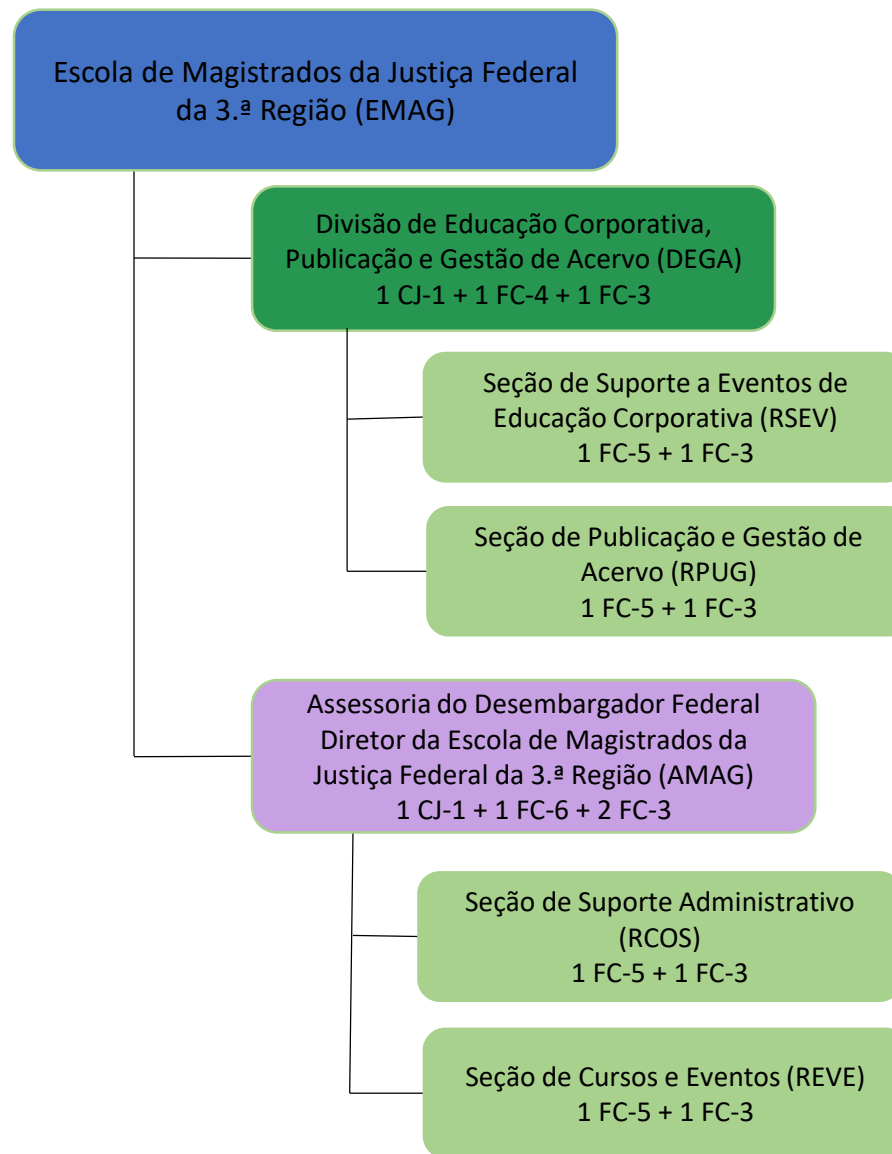 Escola de Magistrados da Justiça Federal
da 3.ª Região (EMAG)
Divisão de Educação Corporativa,
Publicação e Gestão de Acervo (DEGA)
1 CJ-1 + 1 FC-4 + 1 FC-3
Seção de Suporte a Eventos de
Educação Corporativa (RSEV)
1 FC-5 + 1 FC-3
Seção de Publicação e Gestão de
Acervo (RPUG)
1 FC-5 + 1 FC-3
Assessoria do Desembargador Federal
Diretor da Escola de Magistrados da
Justiça Federal da 3.ª Região (AMAG)
1 CJ-1 + 1 FC-6 + 2 FC-3
Seção de Suporte Administrativo
(RCOS)
1 FC-5 + 1 FC-3
Seção de Cursos e Eventos (REVE)
1 FC-5 + 1 FC-3